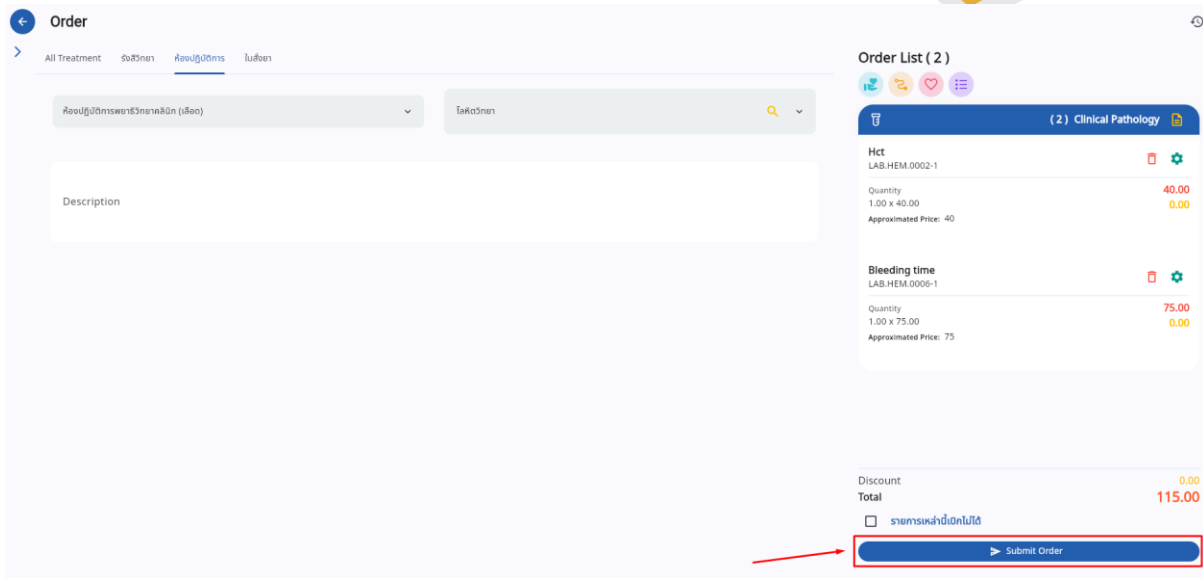 Order
All Treatment รังสีวิทยา ห้องปฏิบัติการ ใบสั่งยา
ห้องปฏิบัติการพยาธิวิทยาคลินิก (เลือด)
โลหิตวิทยา
Description
Order List ( 2 )
( 2 ) Clinical Pathology
Hct
LAB.HEM.0002-1
Quantity 40.00
1.00 x 40.00 0.00
Approximated Price: 40
Bleeding time
LAB.HEM.0006-1
Quantity 75.00
1.00 x 75.00 0.00
Approximated Price: 75
Discount 0.00
Total 115.00
รายการเหล่านี้เบิกไม่ได้
Submit Order